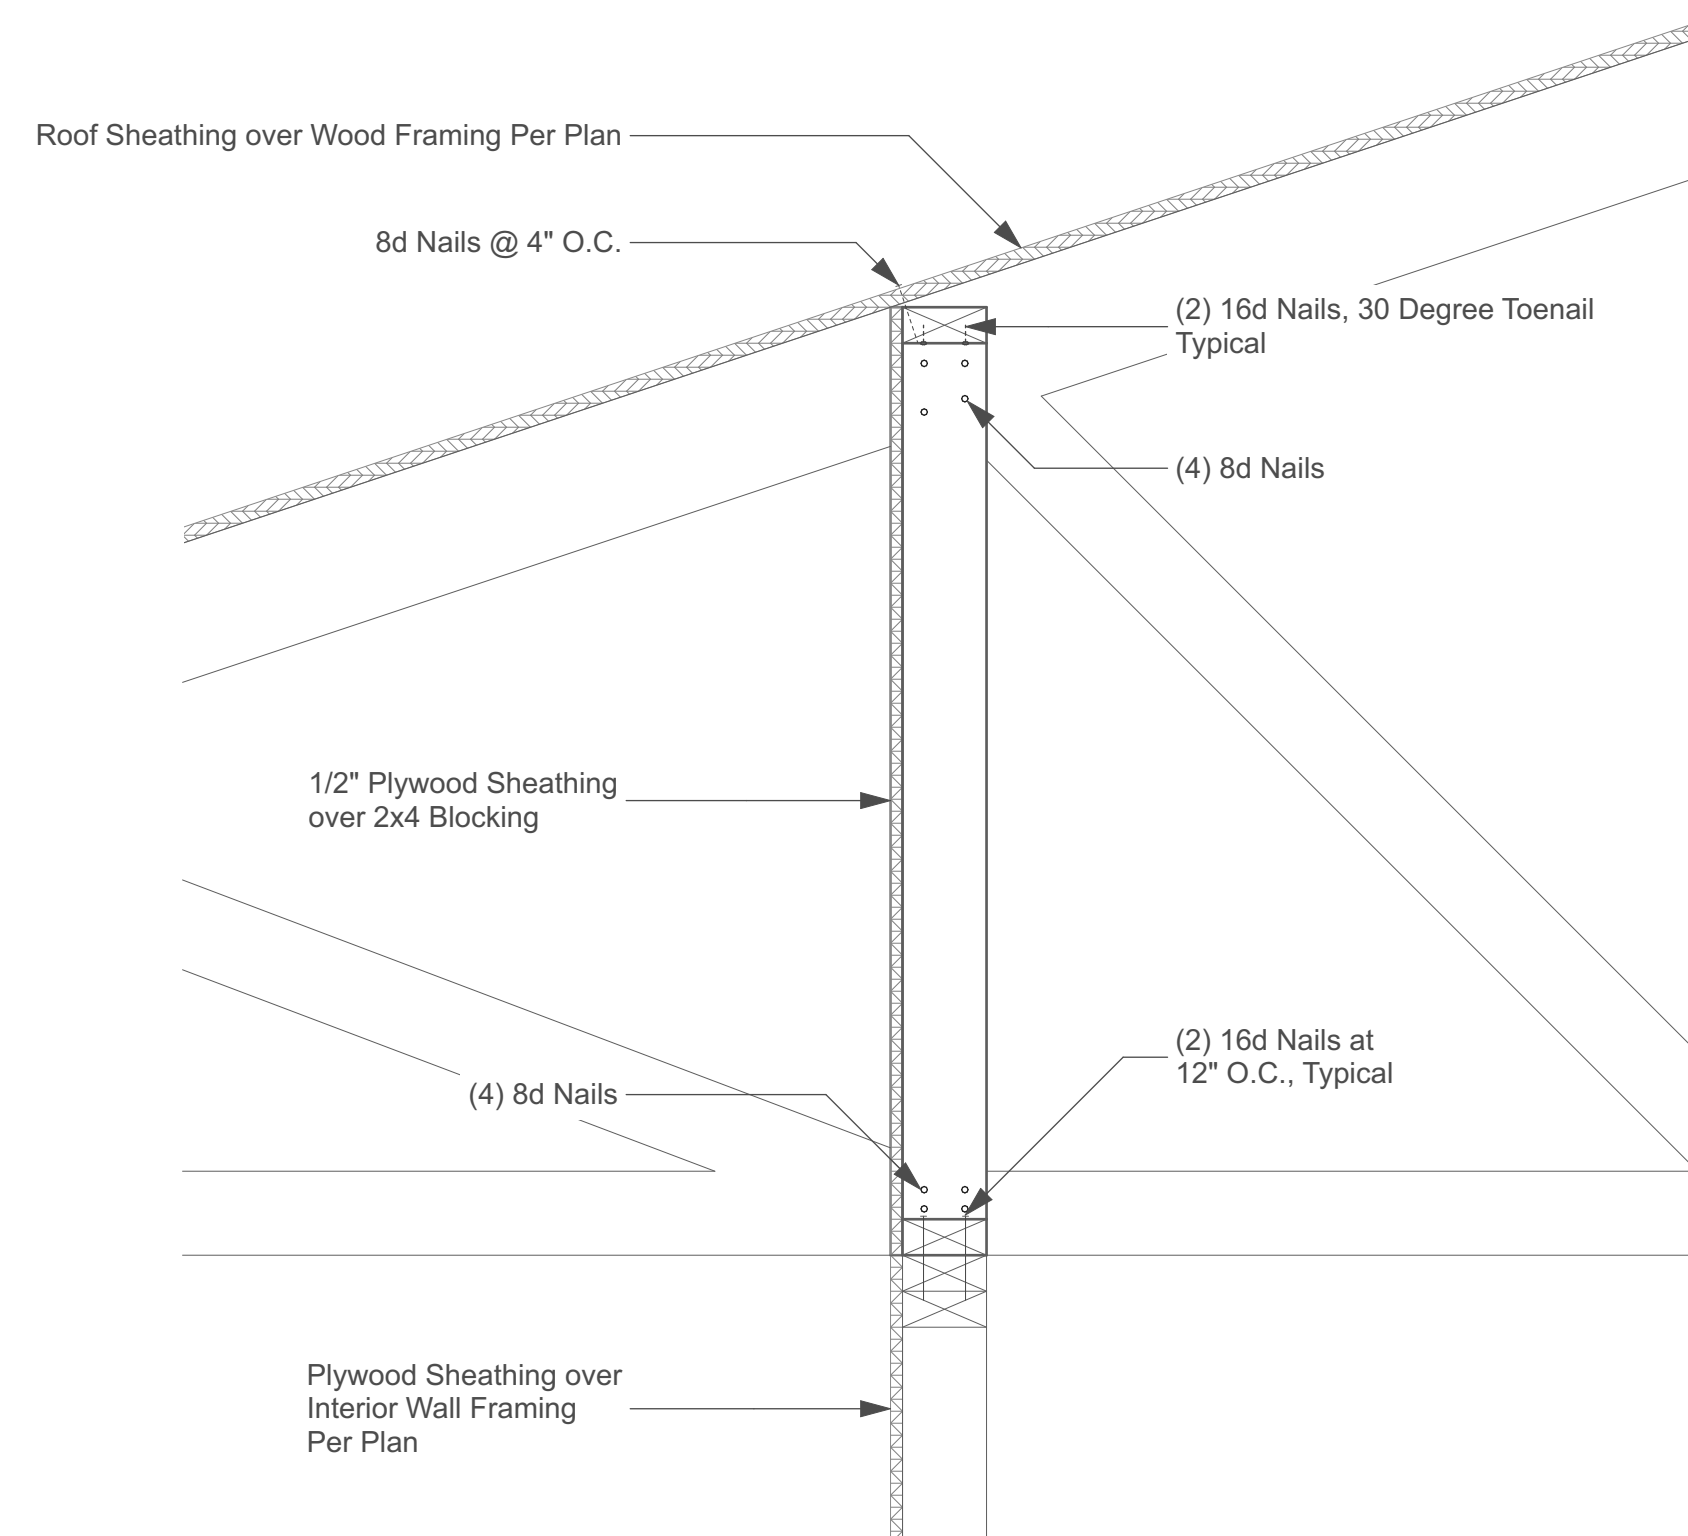 Roof Sheathing over Wood Framing Per Plan
8d Nails @ 4" O.C.
(2) 16d Nails, 30 Degree Toenail
Typical
(4) 8d Nails
1/2" Plywood Sheathing
over 2x4 Blocking
(2) 16d Nails at
12" O.C., Typical
(4) 8d Nails
Plywood Sheathing over
Interior Wall Framing
Per Plan